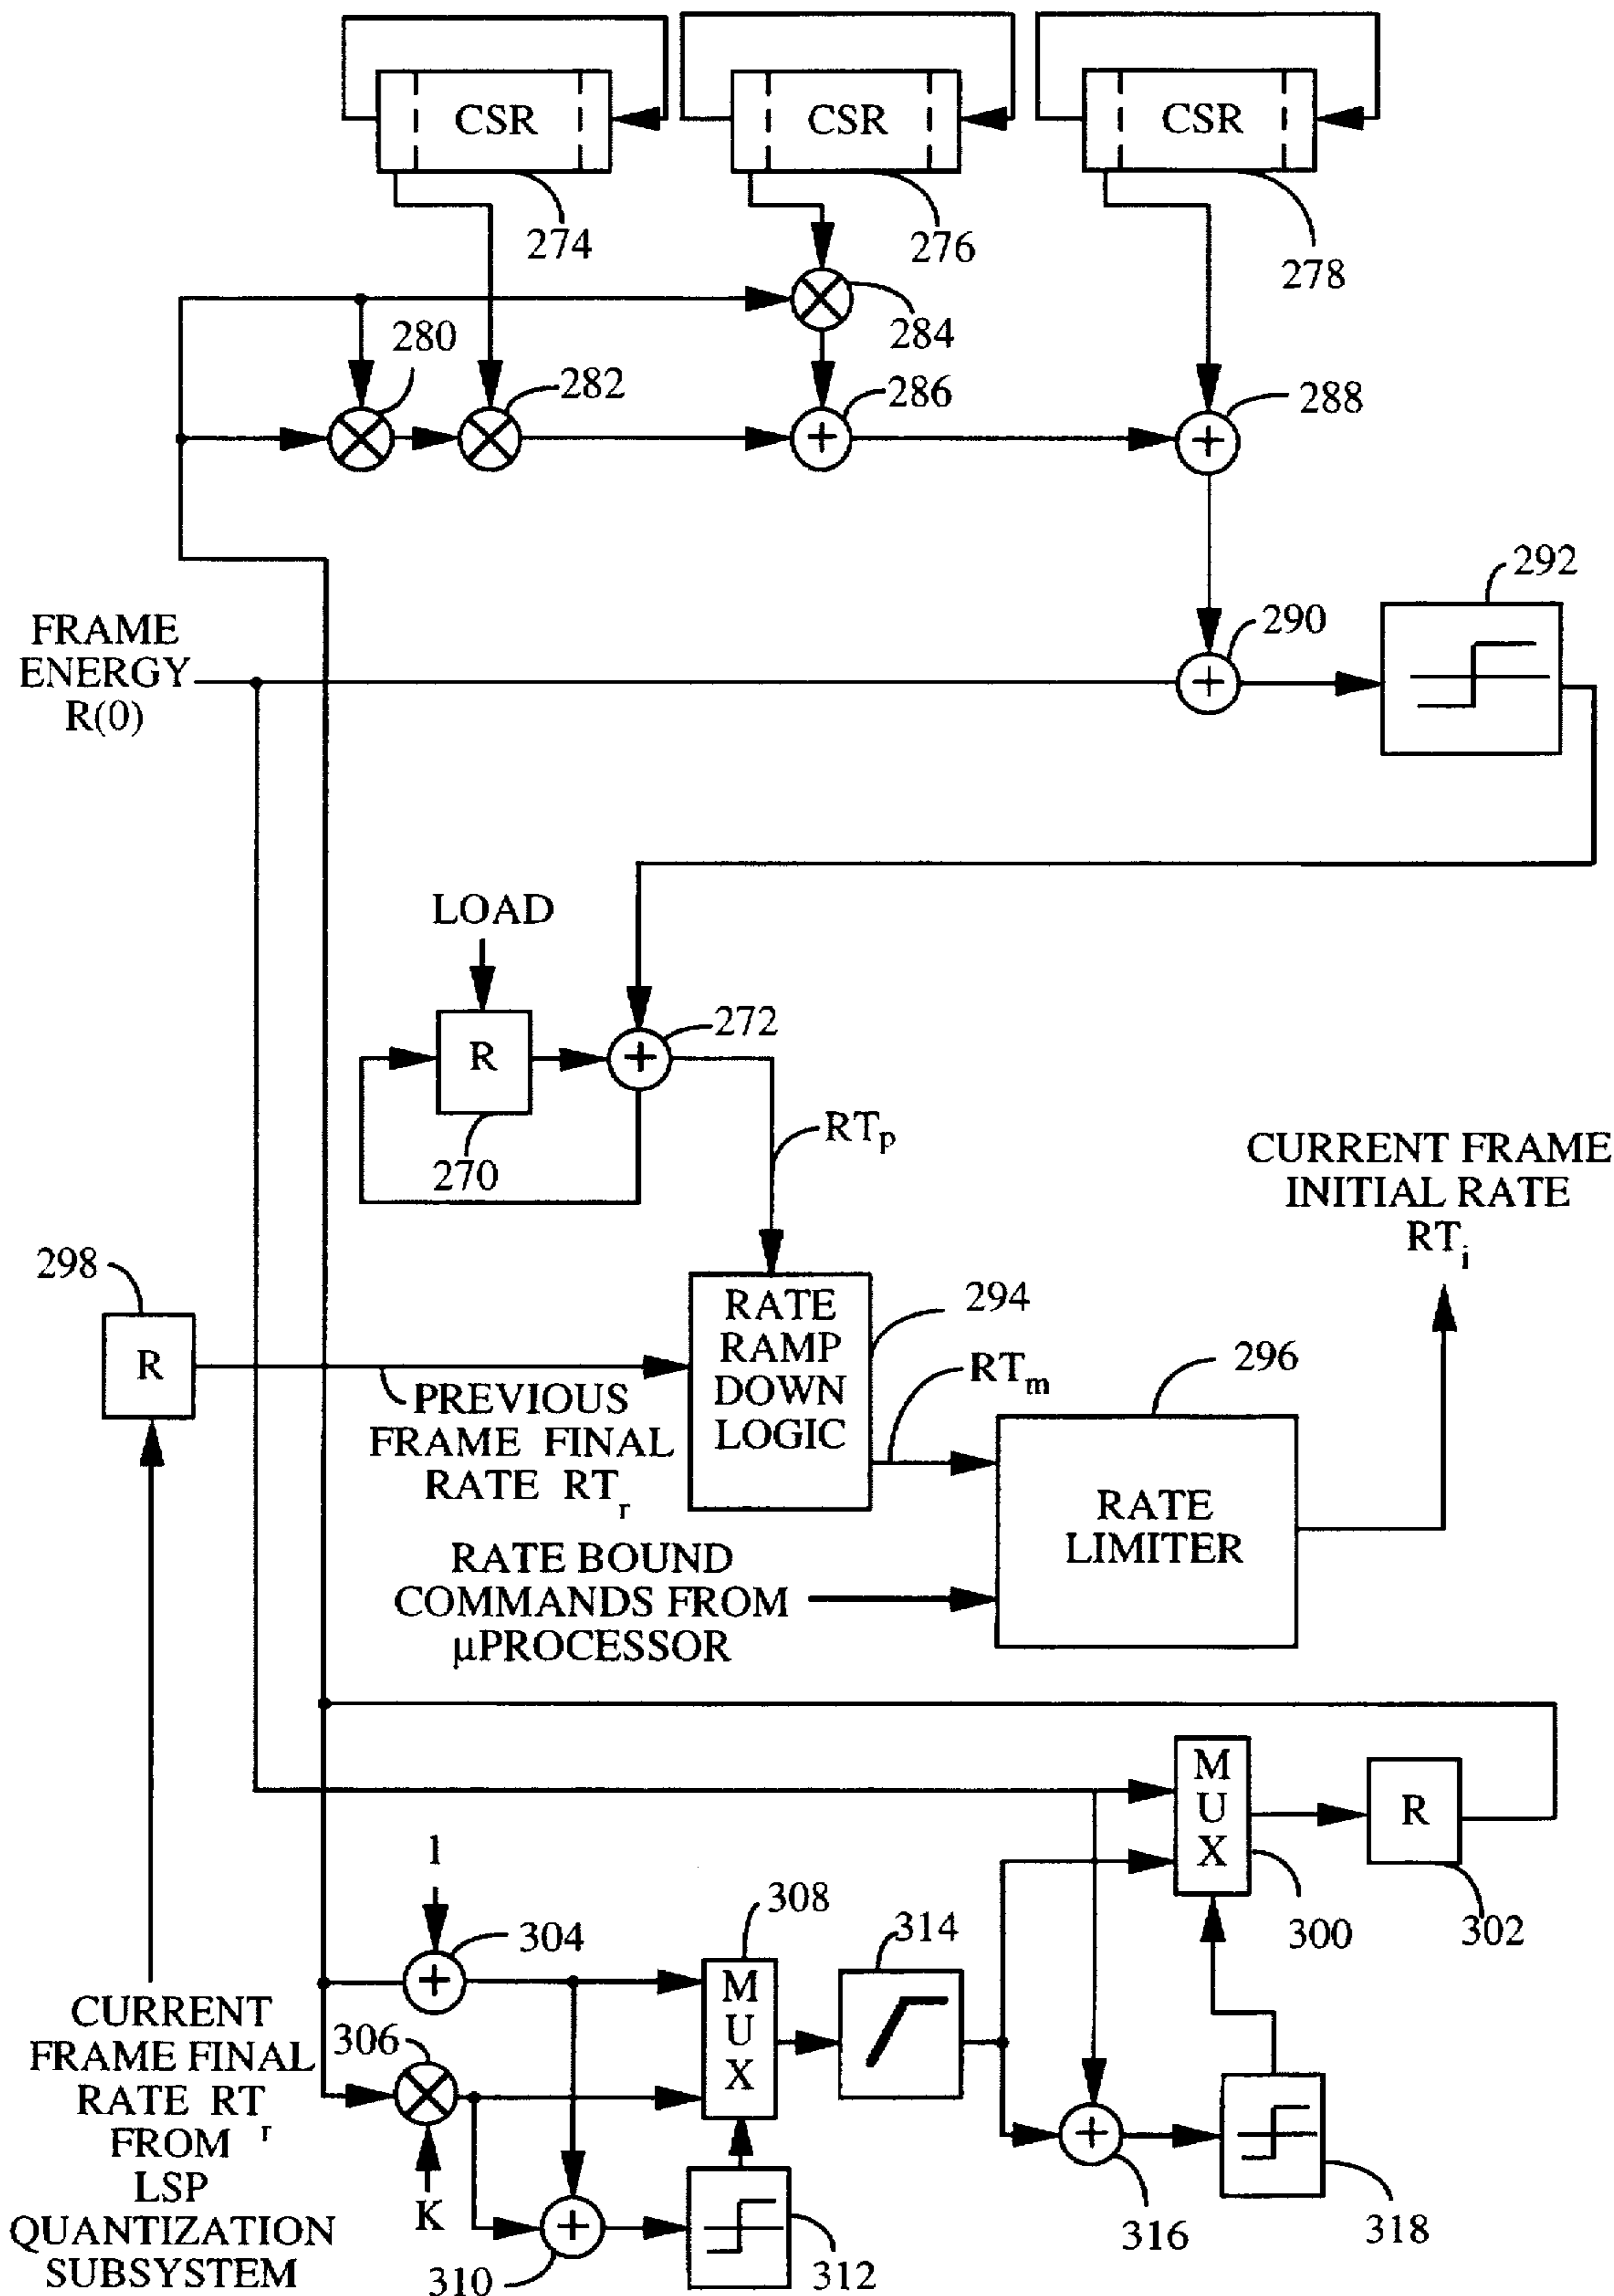 CSR
CSR
CSR
274
276
278
280
282
284
286
288
FRAME
ENERGY
R(0)
290
292
LOAD
R
270
272
RTp
CURRENT FRAME
INITIAL RATE
RTi
298
R
PREVIOUS
FRAME FINAL
RATE RTr
RATE
RAMP
DOWN
LOGIC
294
RTm
296
RATE
LIMITER
RATE BOUND
COMMANDS FROM
µPROCESSOR
MUX
300
R
302
1
304
306
K
308
MUX
310
312
314
316
318
CURRENT
FRAME FINAL
RATE RTr
FROM
LSP
QUANTIZATION
SUBSYSTEM